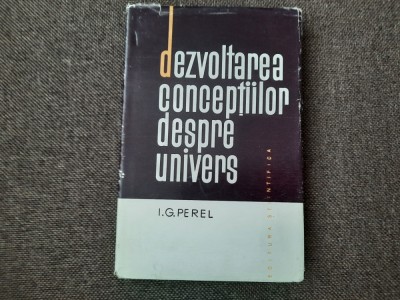 dezvoltarea
concepțiilor
despre
univers
I.G.PEREL
EDITURA ȘTIINȚIFICĂ